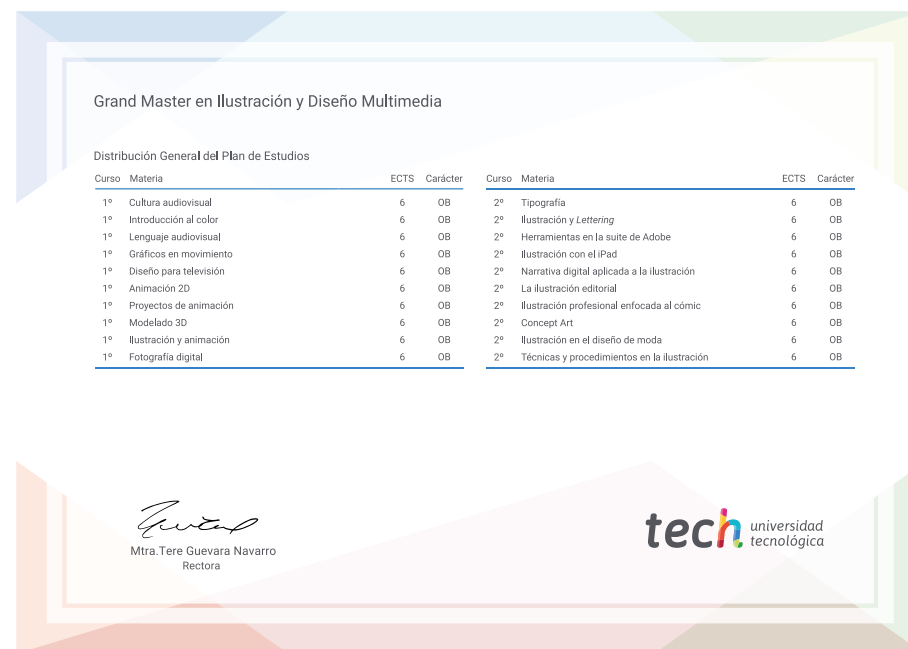 Grand Master en Ilustración y Diseño Multimedia
Distribución General del Plan de Estudios
Curso Materia ECTS Carácter
1º Cultura audiovisual 6 OB
1º Introducción al color 6 OB
1º Lenguaje audiovisual 6 OB
1º Gráficos en movimiento 6 OB
1º Diseño para televisión 6 OB
1º Animación 2D 6 OB
1º Proyectos de animación 6 OB
1º Modelado 3D 6 OB
1º Ilustración y animación 6 OB
1º Fotografía digital 6 OB
Curso Materia ECTS Carácter
2º Tipografía 6 OB
2º Ilustración y Lettering 6 OB
2º Herramientas en la suite de Adobe 6 OB
2º Ilustración con el iPad 6 OB
2º Narrativa digital aplicada a la ilustración 6 OB
2º La ilustración editorial 6 OB
2º Ilustración profesional enfocada al cómic 6 OB
2º Concept Art 6 OB
2º Ilustración en el diseño de moda 6 OB
2º Técnicas y procedimientos en la ilustración 6 OB
Mtra.Tere Guevara Navarro
Rectora
tech universidad
tecnológica